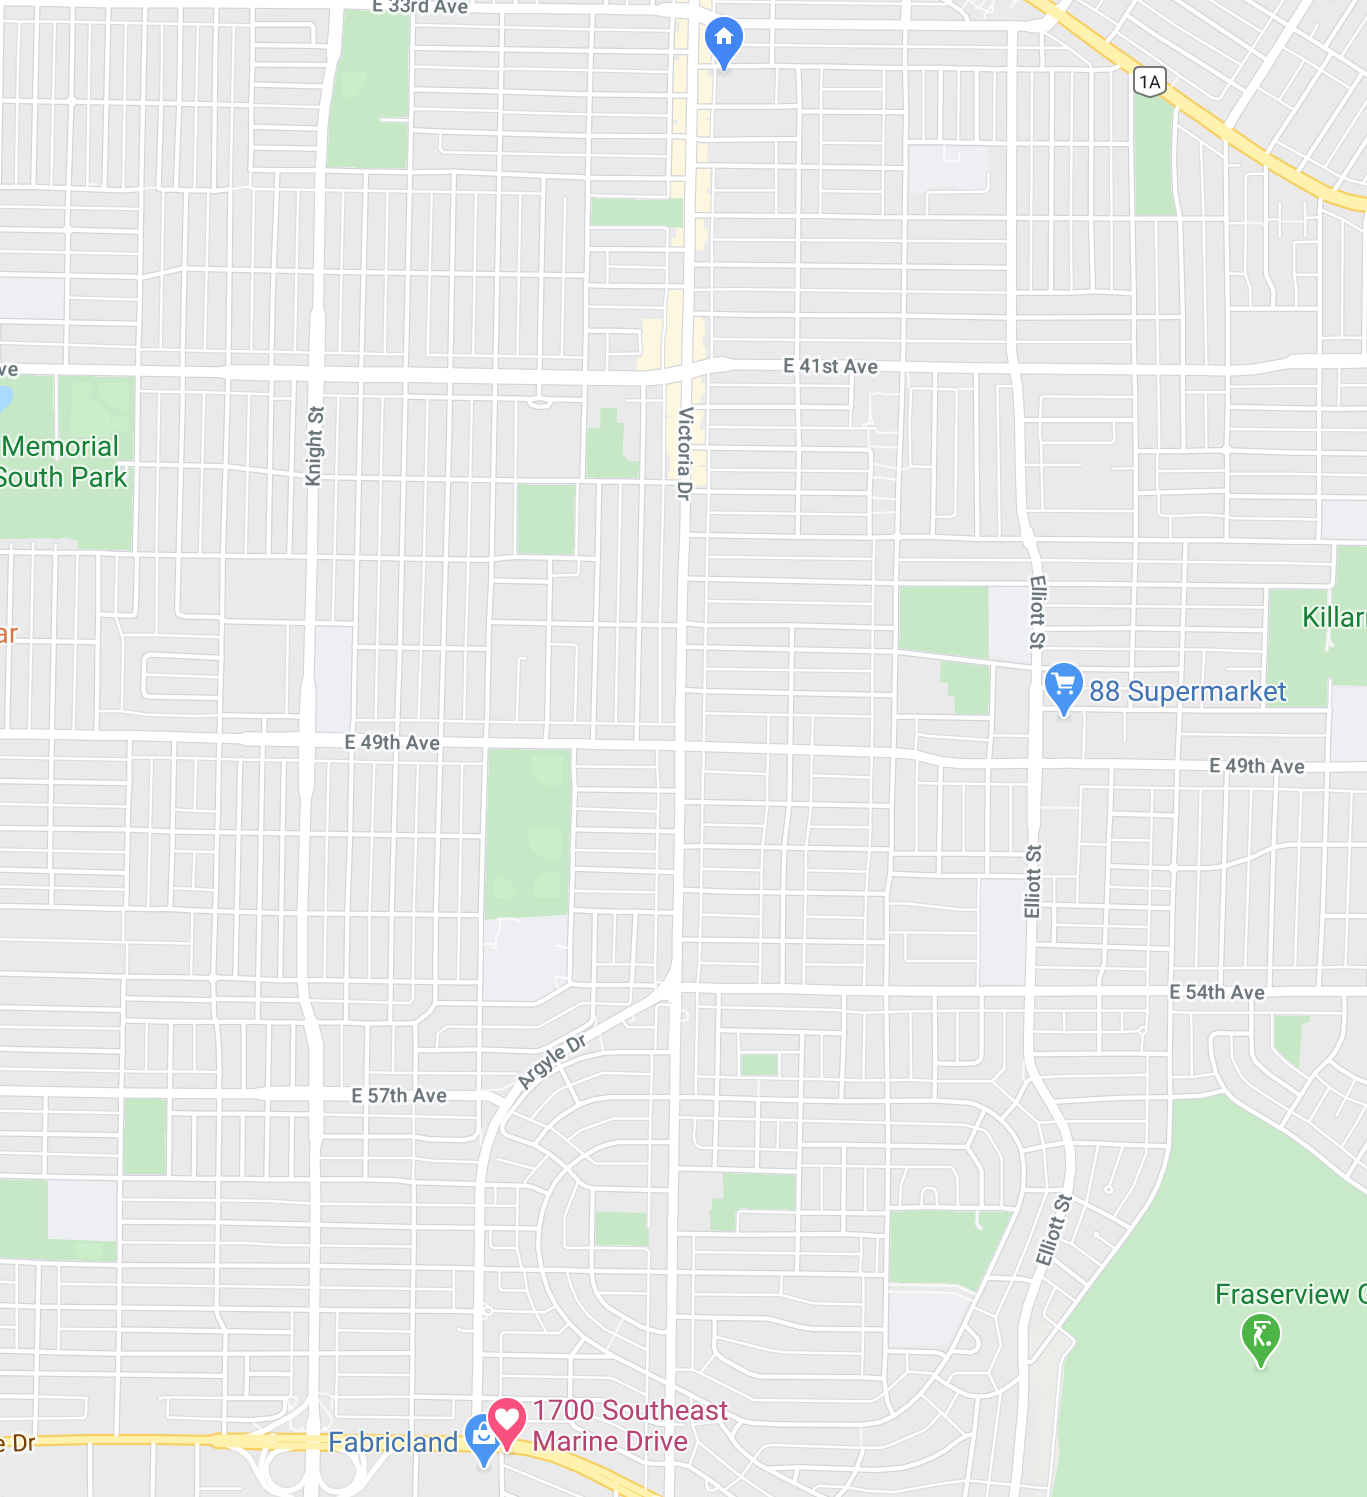 E 33rd Ave
1A
E 41st Ave
ve
Memorial
South Park
Knight St
Victoria Dr
Elliott St
Killarn
ar
88 Supermarket
E 49th Ave
E 49th Ave
Elliott St
E 54th Ave
Argyle Dr
E 57th Ave
Elliott St
Fraserview G
1700 Southeast
Marine Drive
Fabricland
e Dr